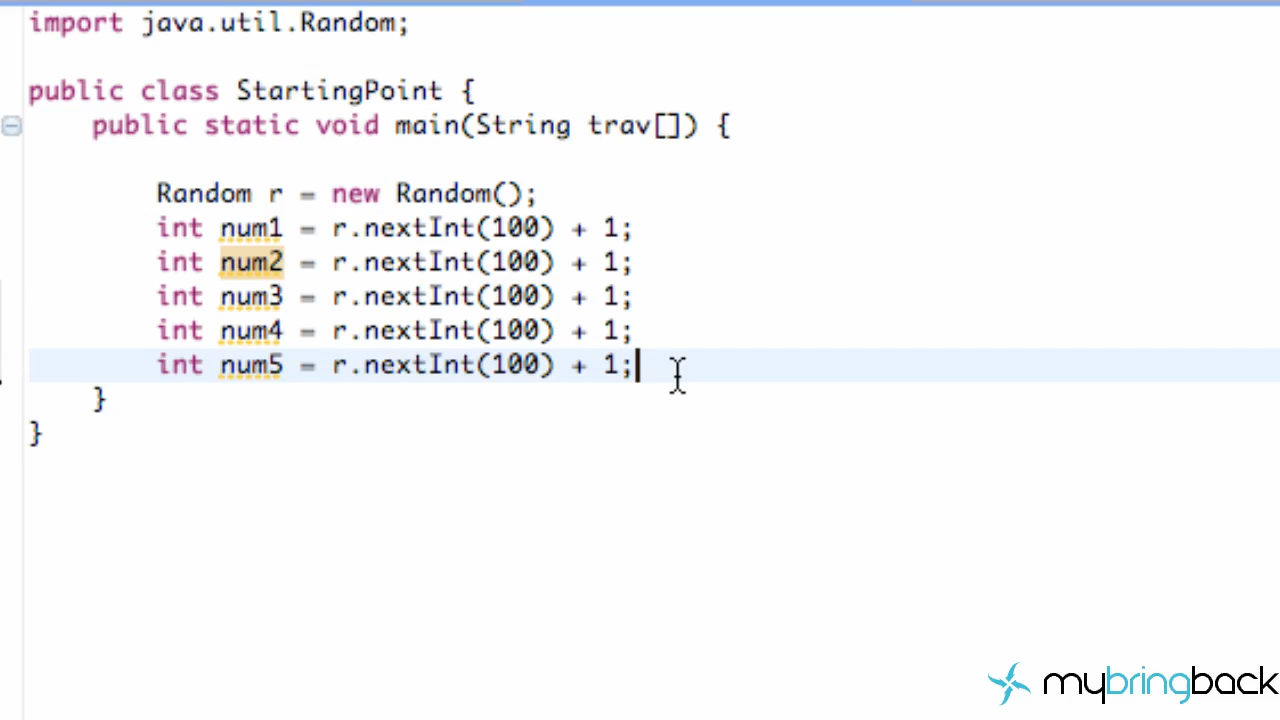 import java.util.Random;
public class StartingPoint {
public static void main(String trav[]) {
Random r = new Random();
int num1 = r.nextInt(100) + 1;
int num2 = r.nextInt(100) + 1;
int num3 = r.nextInt(100) + 1;
int num4 = r.nextInt(100) + 1;
int num5 = r.nextInt(100) + 1;
}
}
mybringback